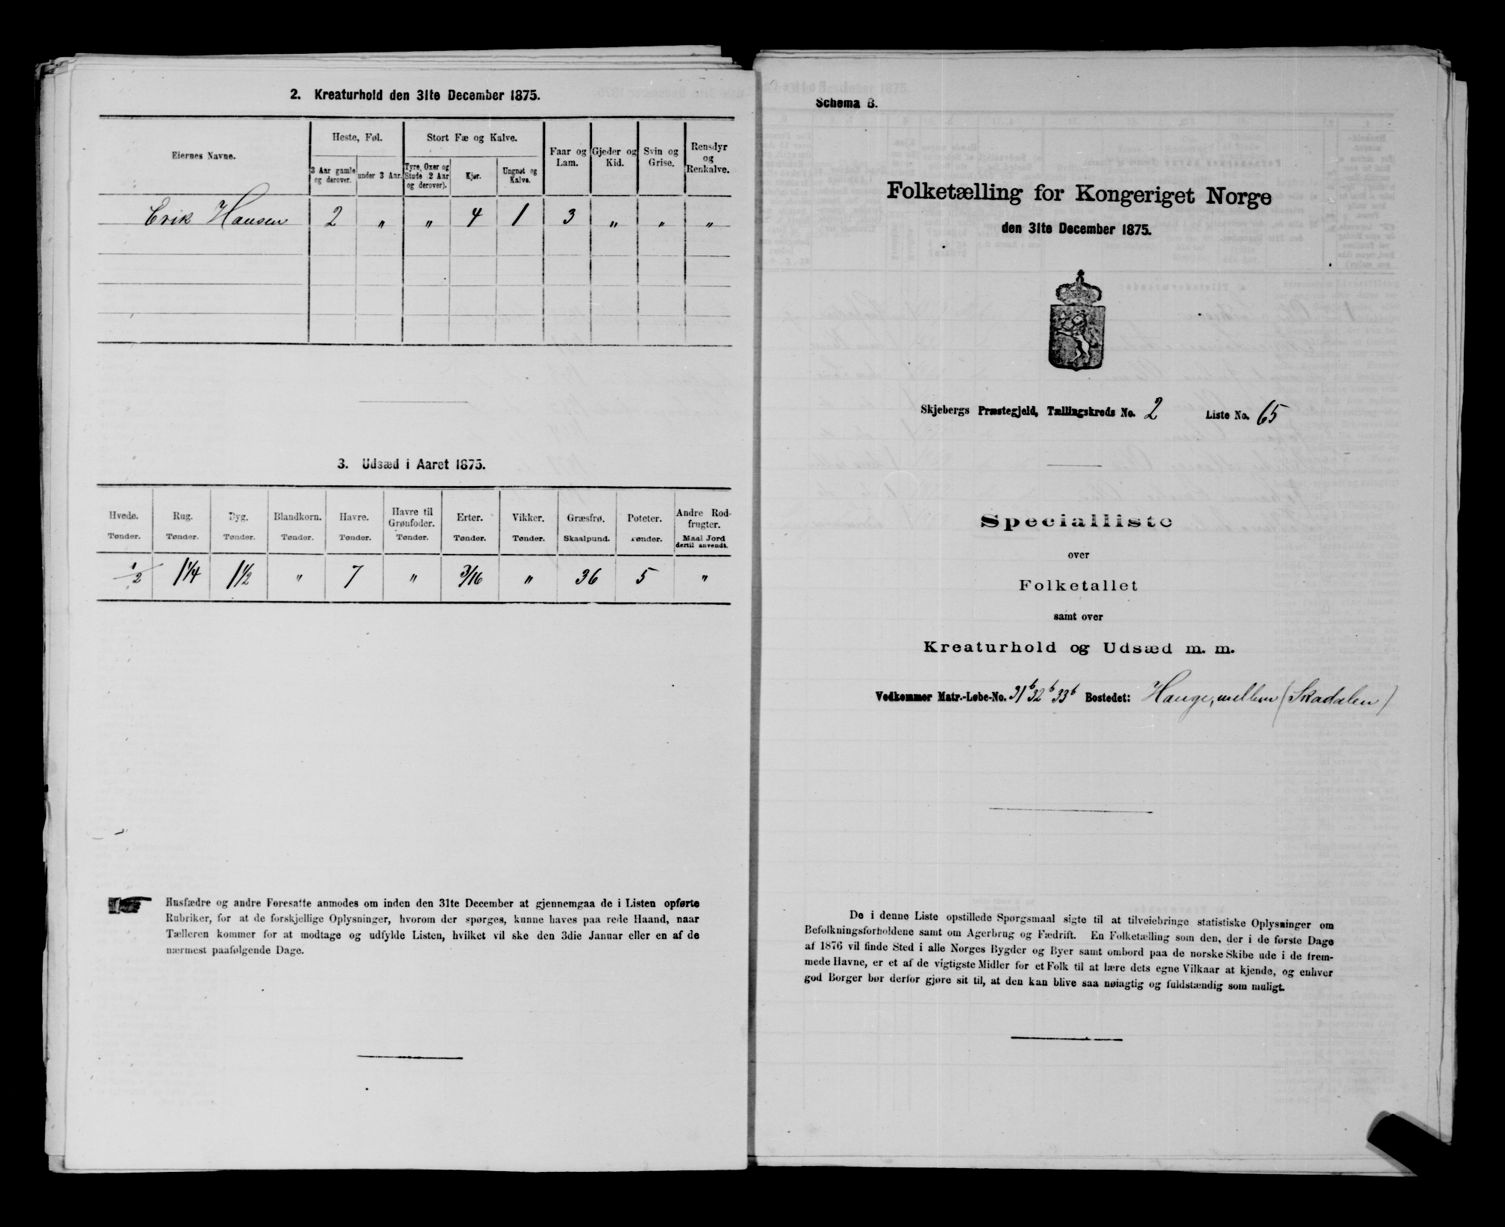 2. Kreaturhold den 31te December 1875.
Eiernes Navne.
Heste, Føl.
Stort Fæ og Kalve.
Faar og Lam.
Gjeder og Kid.
Svin og Grise.
Rensdyr og Renkalve.
3 Aar gamle og derover.
under 3 Aar.
Tyre, Oxer og Stude 2 Aar og derover).
Kjør.
Ungnøt og Kalve.
Erik Hansen 2 " " 4 1 3 " " "
3. Udsæd i Aaret 1875.
Hvede. Rug. Byg. Blandkorn. Havre. Havre til Grønfoder. Erter. Vikker. Græsfrø. Poteter. Andre Rodfrugter.
Tønder. Tønder. Tønder. Tønder. Tønder. Tønder. Tønder. Tønder. Skaalpund. Tønder. Maal Jord dertil anvendt.
1/2 1 1/4 1 1/2 " 7 " 3/16 " 36 5 "
Husfædre og andre Foresatte anmodes om inden den 31te December at gjennemgaa de i Listen opførte
Rubriker, for at de forskjellige Oplysninger, hvorom der spørges, kunne haves paa rede Haand, naar
Tælleren kommer for at modtage og udfylde Listen, hvilket vil ske den 3die Januar eller en af de
nærmest paafølgende Dage.
Schema B.
Folketælling for Kongeriget Norge
den 31te December 1875.
Skjebergs Præstegjeld, Tællingskreds No. 2 Liste No. 65
Specialliste
over
Folketallet
samt over
Kreaturhold og Udsæd m. m.
Vedkommer Matr.-Løbe-No. 31b 32b 33b Bostedet: Hauge, mellem (Skadalen)
De i denne Liste opstillede Spørgsmaal sigte til at tilveiebringe statistiske Oplysninger om
Befolkningsforholdene samt om Agerbrug og Fædrift. En Folketælling som den, der i de første Dage
af 1876 vil finde Sted i alle Norges Bygder og Byer samt ombord paa de norske Skibe ude i de frem-
mede Havne, er et af de vigtigste Midler for et Folk til at lære dets egne Vilkaar at kjende, og enhver
god Borger bør derfor gjøre sit til, at den kan blive saa nøiagtig og fuldstændig som muligt.